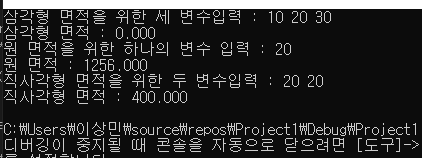 삼각형 면적을 위한 세 변수입력 : 10 20 30
삼각형 면적 : 0.000
원 면적을 위한 하나의 변수 입력 : 20
원 면적 : 1256.000
직사각형 면적을 위한 두 변수입력 : 20 20
직사각형 면적 : 400.000
C:\Users\이상민\source\repos\Project1\Debug\Project1
디버깅이 중지될 때 콘솔을 자동으로 닫으려면 [도구]->